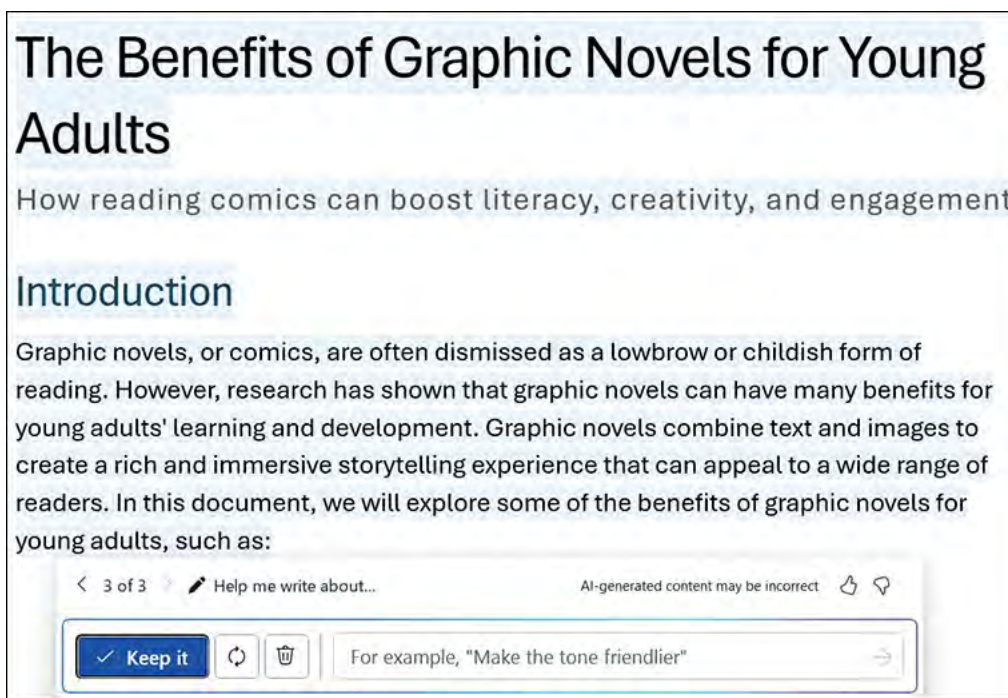 The Benefits of Graphic Novels for Young
Adults
How reading comics can boost literacy, creativity, and engagement
Introduction
Graphic novels, or comics, are often dismissed as a lowbrow or childish form of
reading. However, research has shown that graphic novels can have many benefits for
young adults' learning and development. Graphic novels combine text and images to
create a rich and immersive storytelling experience that can appeal to a wide range of
readers. In this document, we will explore some of the benefits of graphic novels for
young adults, such as:
3 of 3 Help me write about... AI-generated content may be incorrect
Keep it For example, "Make the tone friendlier"